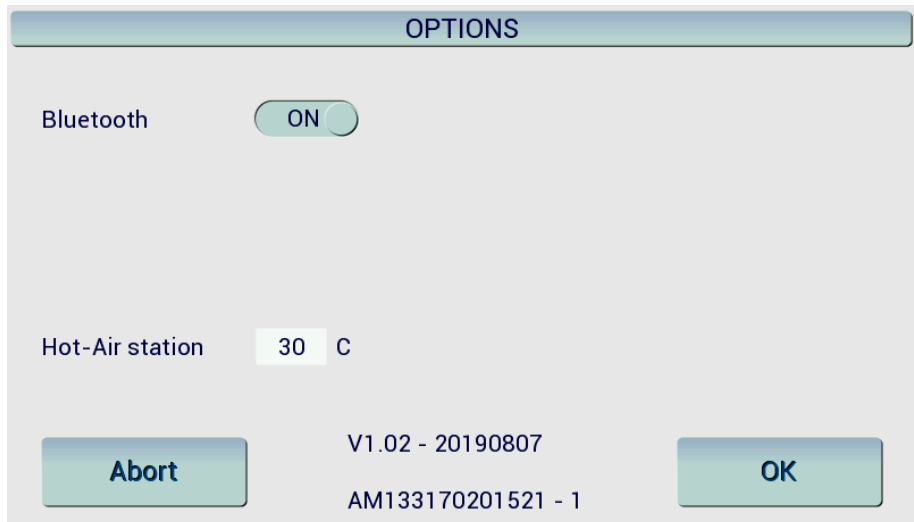 OPTIONS
Bluetooth ON
Hot-Air station 30 C
V1.02 - 20190807
Abort OK
AM133170201521 - 1